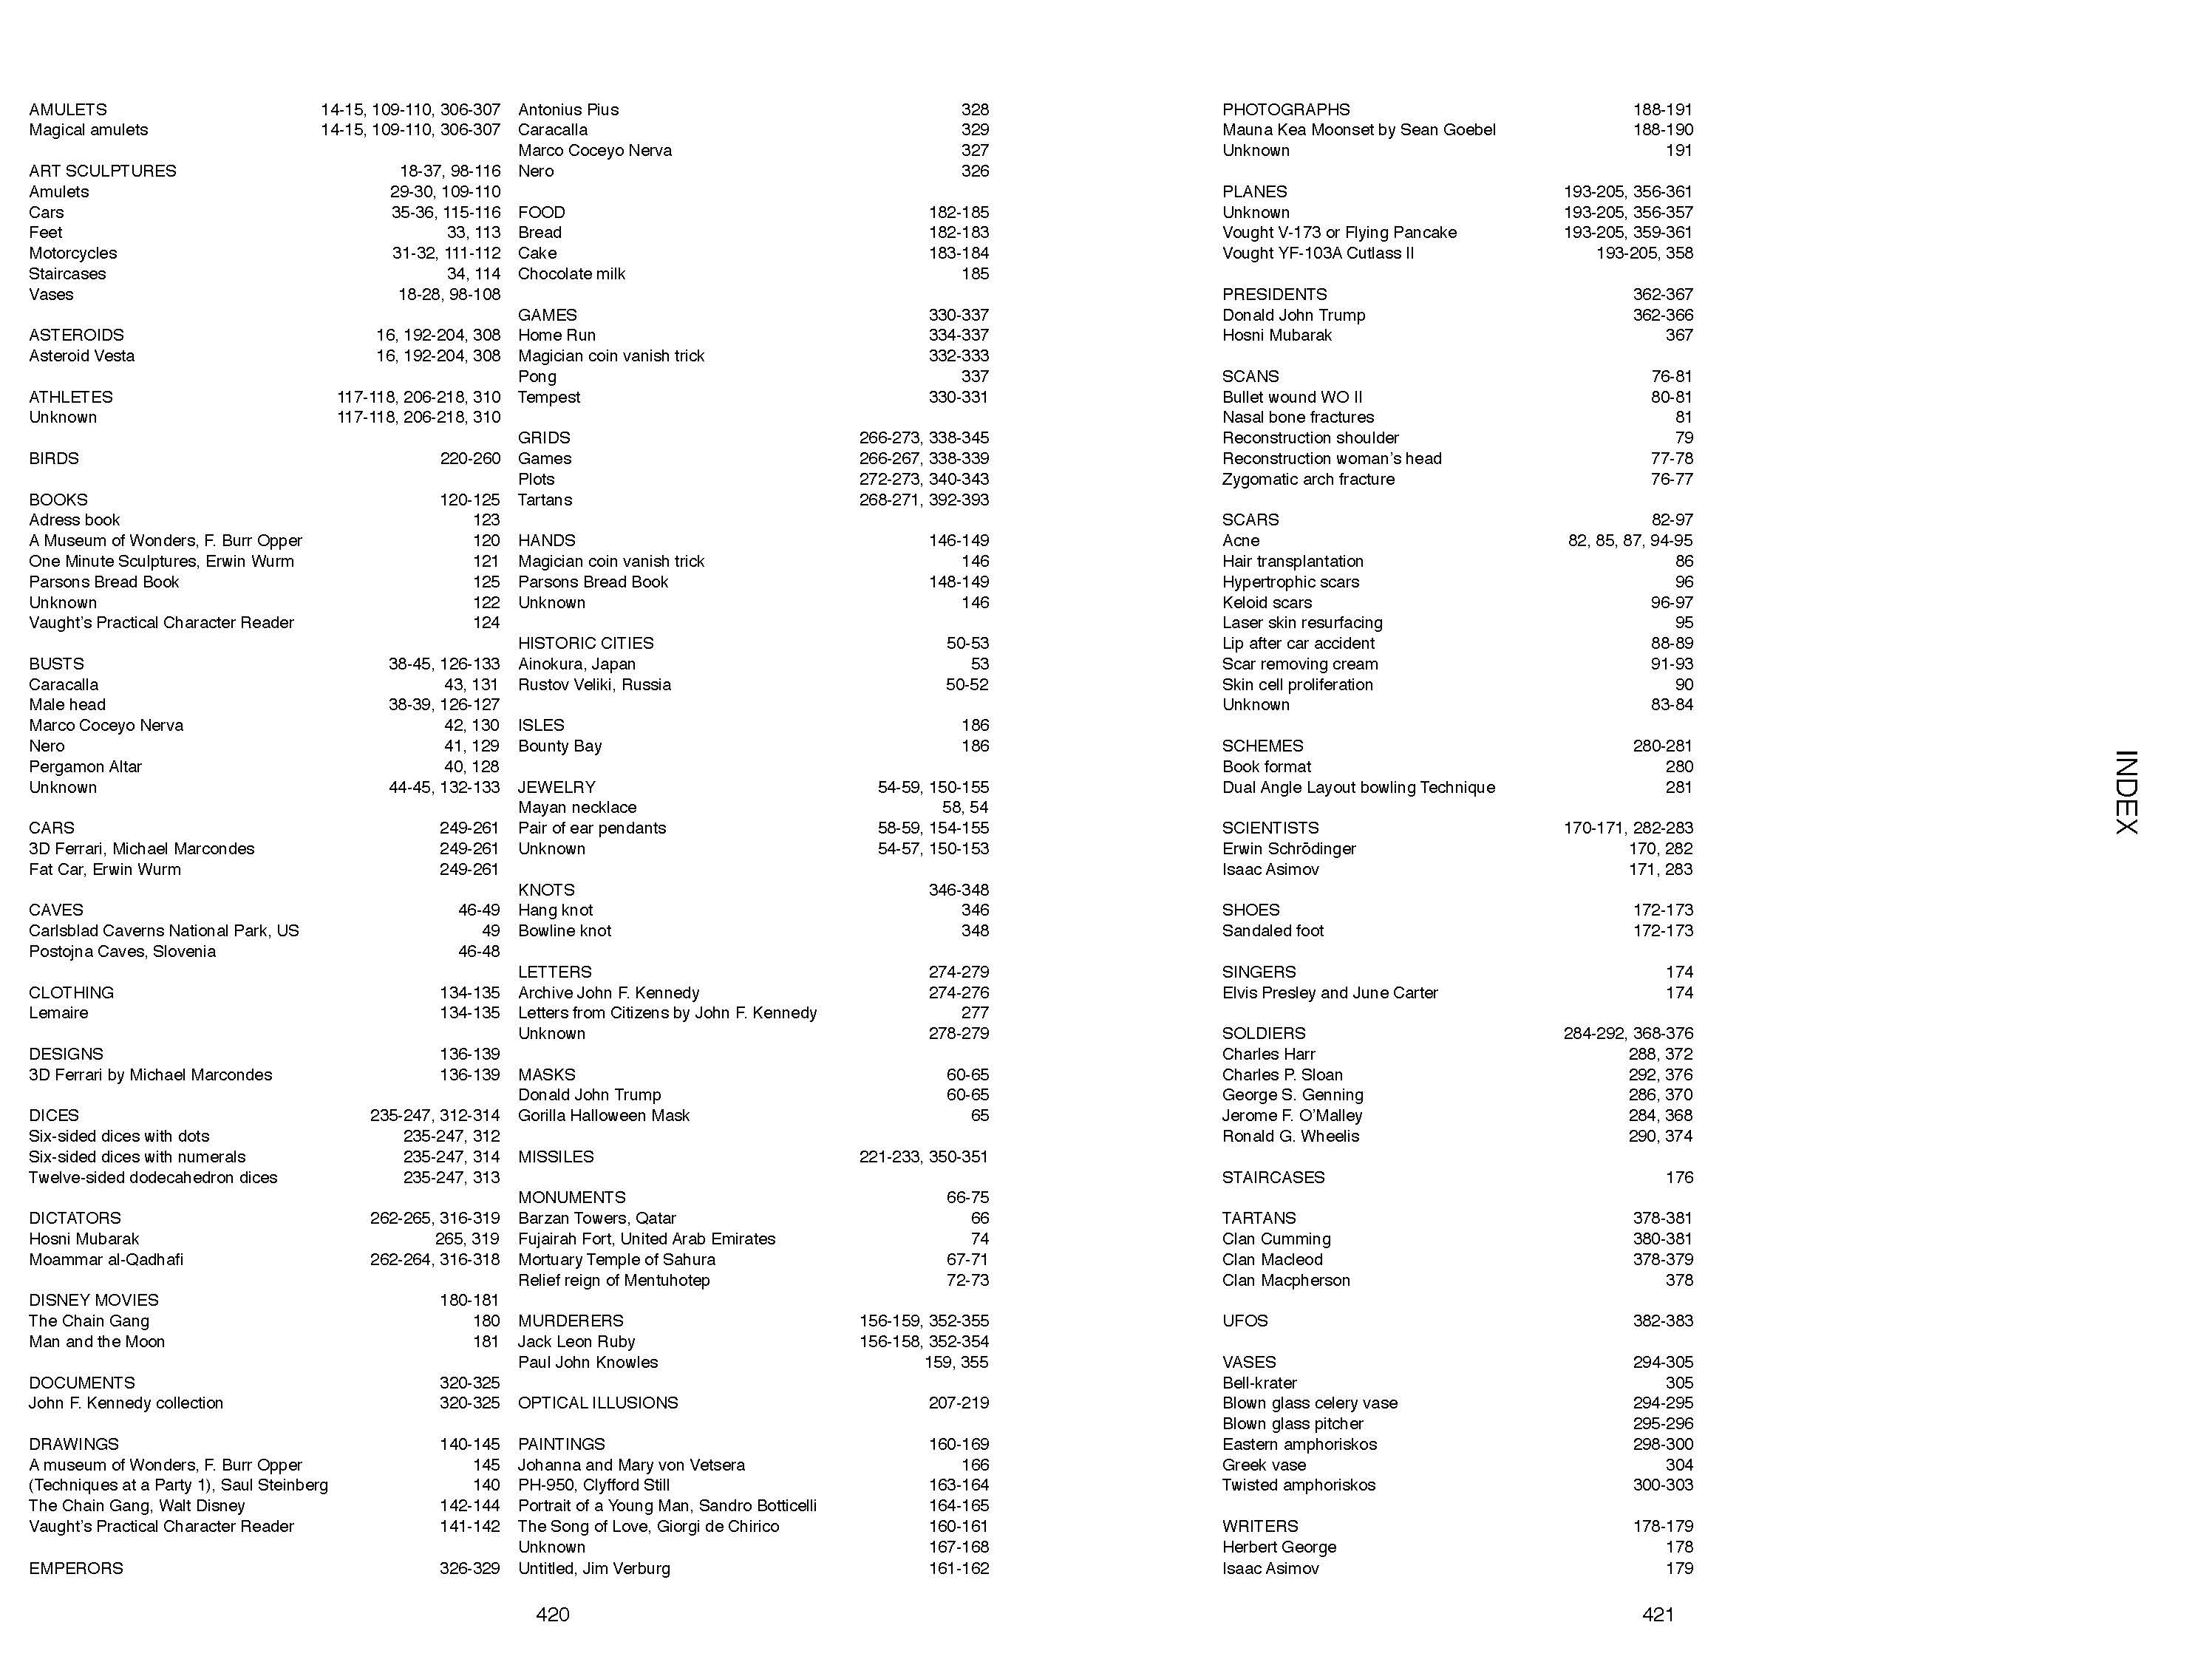 AMULETS 14-15, 109-110, 306-307
Magical amulets 14-15, 109-110, 306-307

ART SCULPTURES 18-37, 98-116
Amulets 29-30, 109-110
Cars 35-36, 115-116
Feet 33, 113
Motorcycles 31-32, 111-112
Staircases 34, 114
Vases 18-28, 98-108

ASTEROIDS 16, 192-204, 308
Asteroid Vesta 16, 192-204, 308

ATHLETES 117-118, 206-218, 310
Unknown 117-118, 206-218, 310

BIRDS 220-260

BOOKS 120-125
Adress book 123
A Museum of Wonders, F. Burr Opper 120
One Minute Sculptures, Erwin Wurm 121
Parsons Bread Book 125
Unknown 122
Vaught's Practical Character Reader 124

BUSTS 38-45, 126-133
Caracalla 43, 131
Male head 38-39, 126-127
Marco Coceyo Nerva 42, 130
Nero 41, 129
Pergamon Altar 40, 128
Unknown 44-45, 132-133

CARS 249-261
3D Ferrari, Michael Marcondes 249-261
Fat Car, Erwin Wurm 249-261

CAVES 46-49
Carlsblad Caverns National Park, US 49
Postojna Caves, Slovenia 46-48

CLOTHING 134-135
Lemaire 134-135

DESIGNS 136-139
3D Ferrari by Michael Marcondes 136-139

DICES 235-247, 312-314
Six-sided dices with dots 235-247, 312
Six-sided dices with numerals 235-247, 314
Twelve-sided dodecahedron dices 235-247, 313

DICTATORS 262-265, 316-319
Hosni Mubarak 265, 319
Moammar al-Qadhafi 262-264, 316-318

DISNEY MOVIES 180-181
The Chain Gang 180
Man and the Moon 181

DOCUMENTS 320-325
John F. Kennedy collection 320-325

DRAWINGS 140-145
A museum of Wonders, F. Burr Opper 145
(Techniques at a Party 1), Saul Steinberg 140
The Chain Gang, Walt Disney 142-144
Vaught's Practical Character Reader 141-142

EMPERORS 326-329
Antonius Pius 328
Caracalla 329
Marco Coceyo Nerva 327
Nero 326

FOOD 182-185
Bread 182-183
Cake 183-184
Chocolate milk 185

GAMES 330-337
Home Run 334-337
Magician coin vanish trick 332-333
Pong 337
Tempest 330-331

GRIDS 266-273, 338-345
Games 266-267, 338-339
Plots 272-273, 340-343
Tartans 268-271, 392-393

HANDS 146-149
Magician coin vanish trick 146
Parsons Bread Book 148-149
Unknown 146

HISTORIC CITIES 50-53
Ainokura, Japan 53
Rustov Veliki, Russia 50-52

ISLES 186
Bounty Bay 186

JEWELRY 54-59, 150-155
Mayan necklace 58, 54
Pair of ear pendants 58-59, 154-155
Unknown 54-57, 150-153

KNOTS 346-348
Hang knot 346
Bowline knot 348

LETTERS 274-279
Archive John F. Kennedy 274-276
Letters from Citizens by John F. Kennedy 277
Unknown 278-279

MASKS 60-65
Donald John Trump 60-65
Gorilla Halloween Mask 65

MISSILES 221-233, 350-351

MONUMENTS 66-75
Barzan Towers, Qatar 66
Fujairah Fort, United Arab Emirates 74
Mortuary Temple of Sahura 67-71
Relief reign of Mentuhotep 72-73

MURDERERS 156-159, 352-355
Jack Leon Ruby 156-158, 352-354
Paul John Knowles 159, 355

OPTICAL ILLUSIONS 207-219

PAINTINGS 160-169
Johanna and Mary von Vetsera 166
PH-950, Clyfford Still 163-164
Portrait of a Young Man, Sandro Botticelli 164-165
The Song of Love, Giorgi de Chirico 160-161
Unknown 167-168
Untitled, Jim Verburg 161-162

420

PHOTOGRAPHS 188-191
Mauna Kea Moonset by Sean Goebel 188-190
Unknown 191

PLANES 193-205, 356-361
Unknown 193-205, 356-357
Vought V-173 or Flying Pancake 193-205, 359-361
Vought YF-103A Cutlass II 193-205, 358

PRESIDENTS 362-367
Donald John Trump 362-366
Hosni Mubarak 367

SCANS 76-81
Bullet wound WO II 80-81
Nasal bone fractures 81
Reconstruction shoulder 79
Reconstruction woman's head 77-78
Zygomatic arch fracture 76-77

SCARS 82-97
Acne 82, 85, 87, 94-95
Hair transplantation 86
Hypertrophic scars 96
Keloid scars 96-97
Laser skin resurfacing 95
Lip after car accident 88-89
Scar removing cream 91-93
Skin cell proliferation 90
Unknown 83-84

SCHEMES 280-281
Book format 280
Dual Angle Layout bowling Technique 281

SCIENTISTS 170-171, 282-283
Erwin Schrödinger 170, 282
Isaac Asimov 171, 283

SHOES 172-173
Sandaled foot 172-173

SINGERS 174
Elvis Presley and June Carter 174

SOLDIERS 284-292, 368-376
Charles Harr 288, 372
Charles P. Sloan 292, 376
George S. Genning 286, 370
Jerome F. O'Malley 284, 368
Ronald G. Wheelis 290, 374

STAIRCASES 176

TARTANS 378-381
Clan Cumming 380-381
Clan Macleod 378-379
Clan Macpherson 378

UFOS 382-383

VASES 294-305
Bell-krater 305
Blown glass celery vase 294-295
Blown glass pitcher 295-296
Eastern amphoriskos 298-300
Greek vase 304
Twisted amphoriskos 300-303

WRITERS 178-179
Herbert George 178
Isaac Asimov 179

421

INDEX